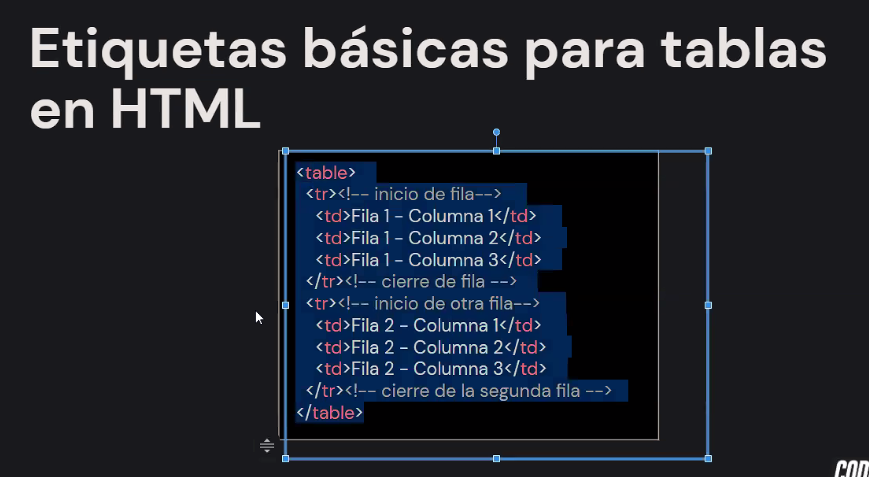 Etiquetas básicas para tablas
en HTML
<table>
<tr><!-- inicio de fila-->
<td>Fila 1 - Columna 1</td>
<td>Fila 1 - Columna 2</td>
<td>Fila 1 - Columna 3</td>
</tr><!-- cierre de fila -->
<tr><!-- inicio de otra fila-->
<td>Fila 2 - Columna 1</td>
<td>Fila 2 - Columna 2</td>
<td>Fila 2 - Columna 3</td>
</tr><!-- cierre de la segunda fila -->
</table>